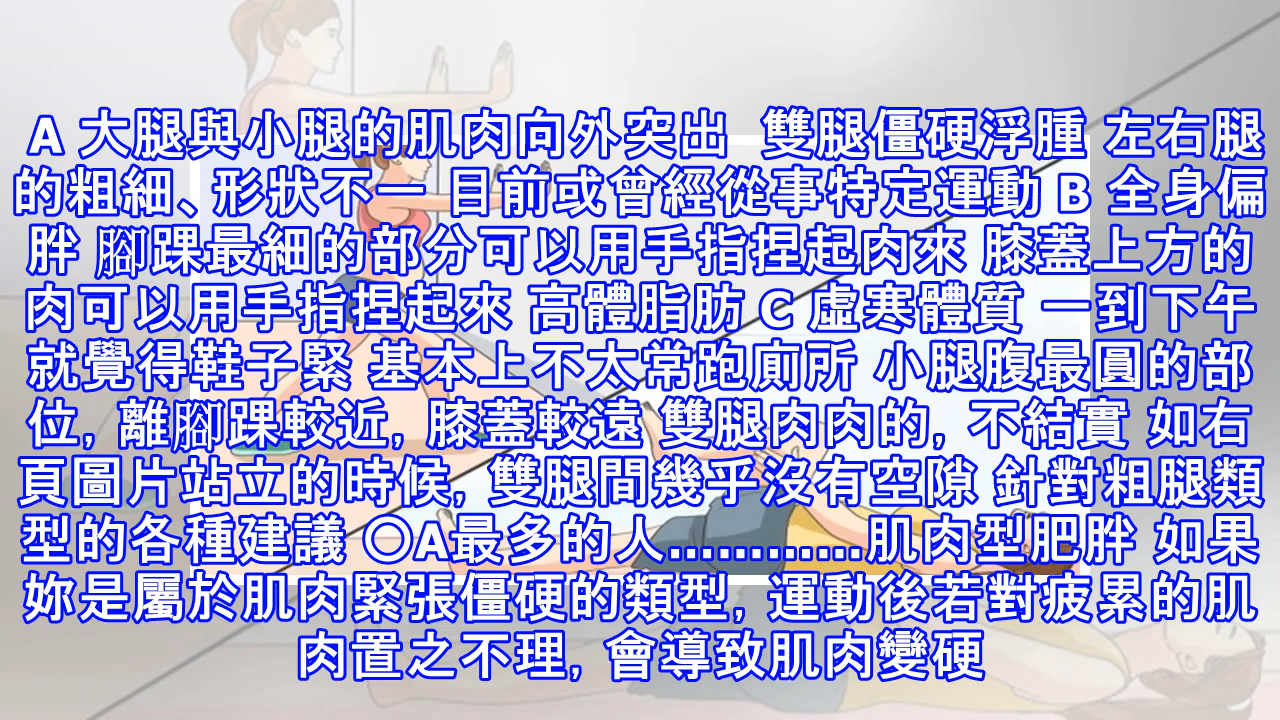 A 大腿與小腿的肌肉向外突出 雙腿僵硬浮腫 左右腿
的粗細、形狀不一 目前或曾經從事特定運動 B 全身偏
胖 腳踝最細的部分可以用手指捏起肉來 膝蓋上方的
肉可以用手指捏起來 高體脂肪 C 虛寒體質 一到下午
就覺得鞋子緊 基本上不太常跑廁所 小腿腹最圓的部
位, 離腳踝較近, 膝蓋較遠 雙腿肉肉的, 不結實 如右
頁圖片站立的時候, 雙腿間幾乎沒有空隙 針對粗腿類
型的各種建議 〇A最多的人…………肌肉型肥胖 如果
妳是屬於肌肉緊張僵硬的類型, 運動後若對疲累的肌
肉置之不理, 會導致肌肉變硬